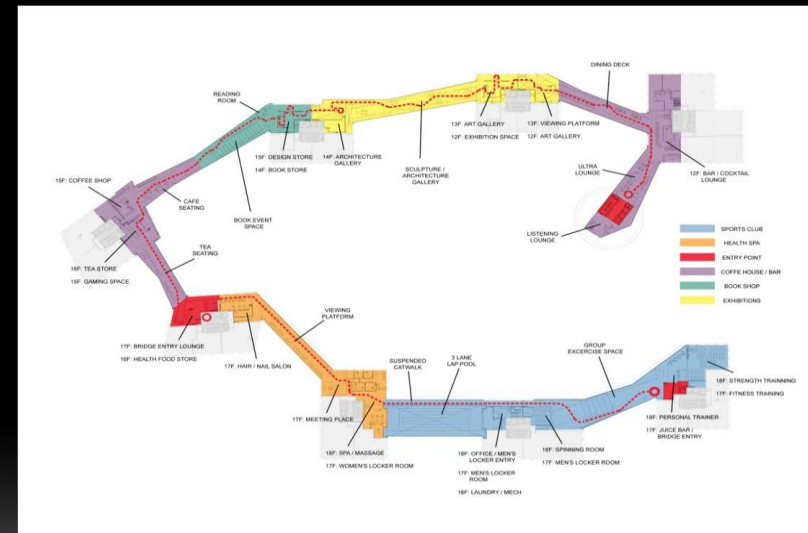 DINING DECK
READING
ROOM
13F: ART GALLERY
12F: EXHIBITION SPACE
13F: VIEWING PLATFORM
12F: ART GALLERY
15F: DESIGN STORE
14F: BOOK STORE
14F: ARCHITECTURE
GALLERY
SCULPTURE /
ARCHITECTURE
GALLERY
ULTRA
LOUNGE
12F: BAR / COCKTAIL
LOUNGE
15F: COFFEE SHOP
CAFE
SEATING
BOOK EVENT
SPACE
LISTENING
LOUNGE
TEA
SEATING
16F: TEA STORE
15F: GAMING SPACE
SPORTS CLUB
HEALTH SPA
ENTRY POINT
COFFE HOUSE / BAR
BOOK SHOP
EXHIBITIONS
VIEWING
PLATFORM
17F: BRIDGE ENTRY LOUNGE
16F: HEALTH FOOD STORE
17F: HAIR / NAIL SALON
SUSPENDED
CATWALK
3 LANE
LAP POOL
GROUP
EXCERCISE SPACE
18F: STRENGTH TRAINNING
17F: FITNESS TRAINING
17F: MEETING PLACE
18F: PERSONAL TRAINER
17F: JUICE BAR /
BRIDGE ENTRY
18F: SPA / MASSAGE
17F: WOMEN'S LOCKER ROOM
18F: OFFICE / MEN'S
LOCKER ENTRY
17F: MEN'S LOCKER
ROOM
16F: LAUNDRY / MECH
18F: SPINNING ROOM
17F: MEN'S LOCKER ROOM